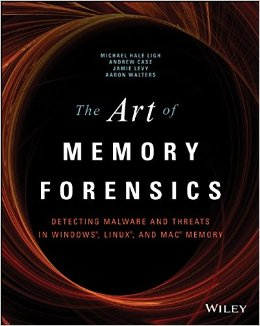 MICHAEL HALE LIGH
ANDREW CASE
JAMIE LEVY
AARON WALTERS
The Art of
MEMORY
FORENSICS
DETECTING MALWARE AND THREATS
IN WINDOWS®, LINUX®, AND MAC® MEMORY
WILEY